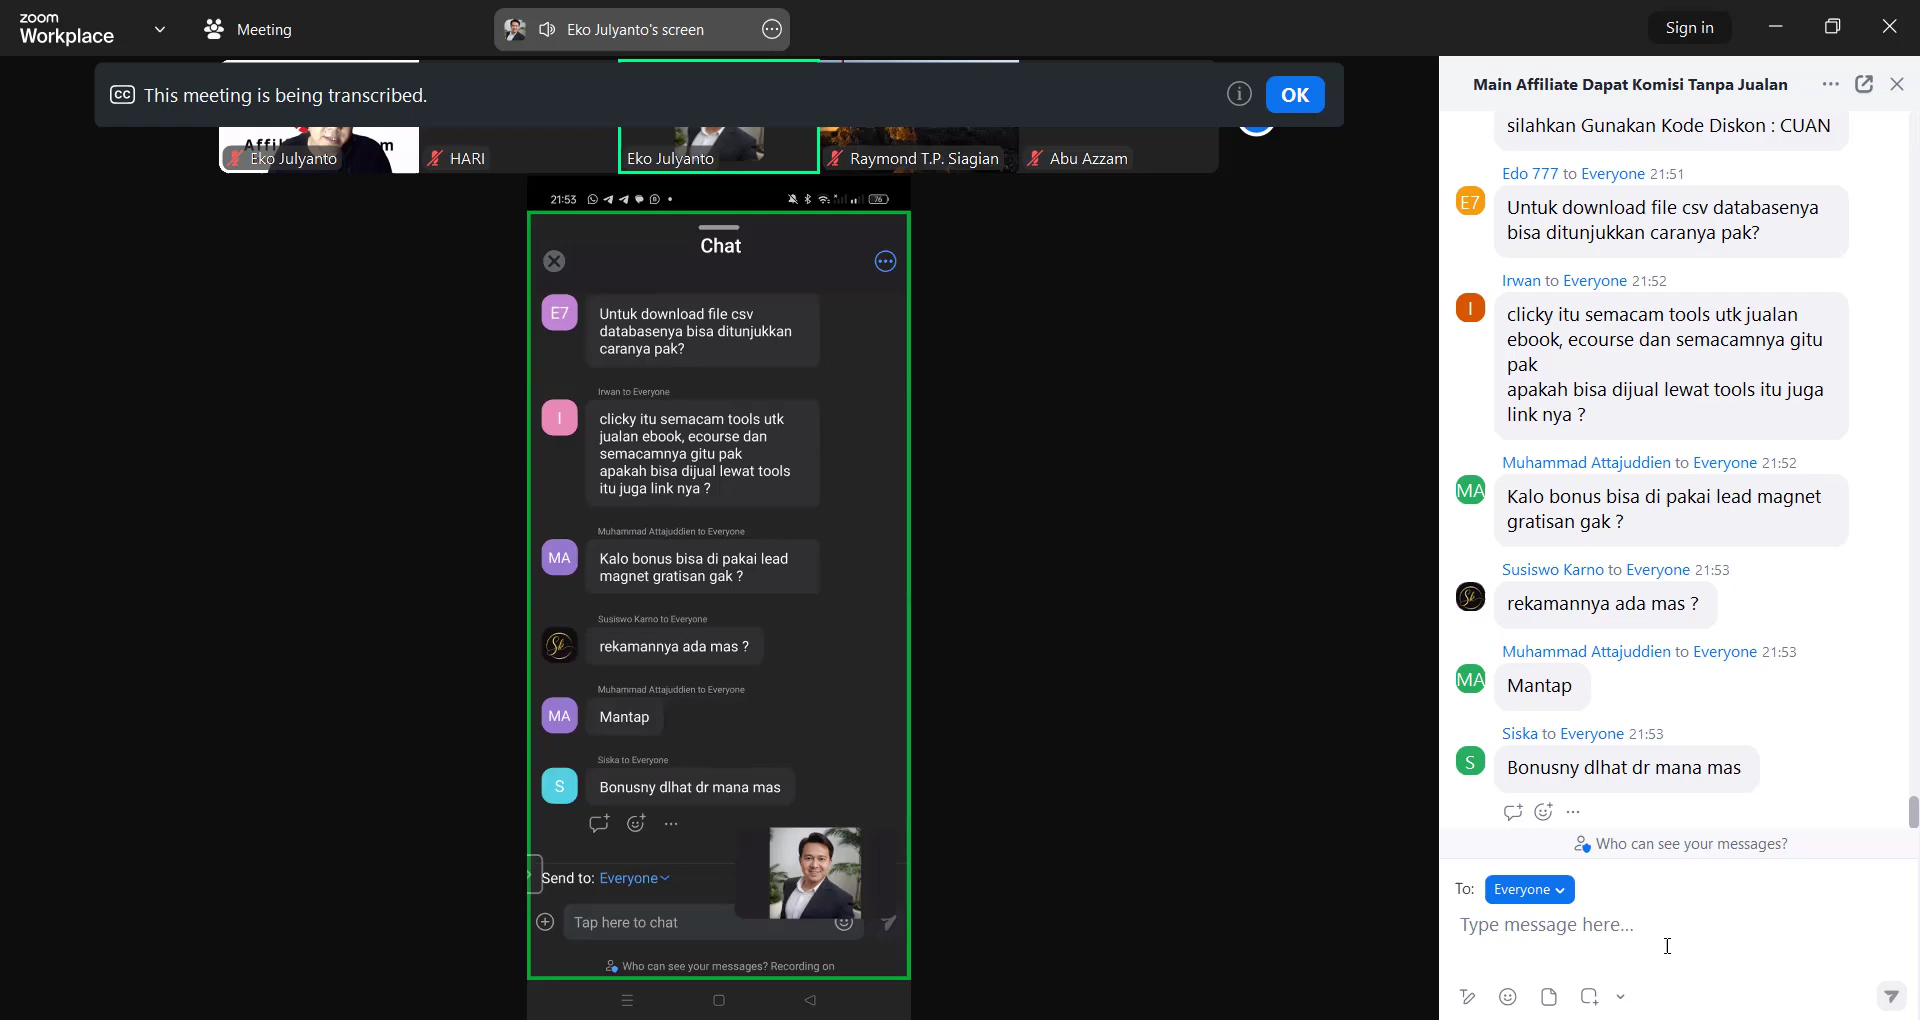 zoom
Workplace
Meeting
Eko Julyanto's screen
Sign in
CC This meeting is being transcribed.
OK
Affil
m
Eko Julyanto
HARI
Eko Julyanto
Raymond T.P. Siagian
Abu Azzam
21:53
76
Chat
E7
Untuk download file csv
databasenya bisa ditunjukkan
caranya pak?
Irwan to Everyone
I
clicky itu semacam tools utk
jualan ebook, ecourse dan
semacamnya gitu pak
apakah bisa dijual lewat tools
itu juga link nya ?
Muhammad Attajuddien to Everyone
MA
Kalo bonus bisa di pakai lead
magnet gratisan gak ?
Susiswo Karno to Everyone
Sk
rekamannya ada mas ?
Muhammad Attajuddien to Everyone
MA
Mantap
Siska to Everyone
S
Bonusny dlhat dr mana mas
Send to: Everyone
Tap here to chat
Who can see your messages? Recording on
Main Affiliate Dapat Komisi Tanpa Jualan
silahkan Gunakan Kode Diskon : CUAN
Edo 777 to Everyone 21:51
E7
Untuk download file csv databasenya
bisa ditunjukkan caranya pak?
Irwan to Everyone 21:52
I
clicky itu semacam tools utk jualan
ebook, ecourse dan semacamnya gitu
pak
apakah bisa dijual lewat tools itu juga
link nya ?
Muhammad Attajuddien to Everyone 21:52
MA
Kalo bonus bisa di pakai lead magnet
gratisan gak ?
Susiswo Karno to Everyone 21:53
Sk
rekamannya ada mas ?
Muhammad Attajuddien to Everyone 21:53
MA
Mantap
Siska to Everyone 21:53
S
Bonusny dlhat dr mana mas
Who can see your messages?
To: Everyone
Type message here...